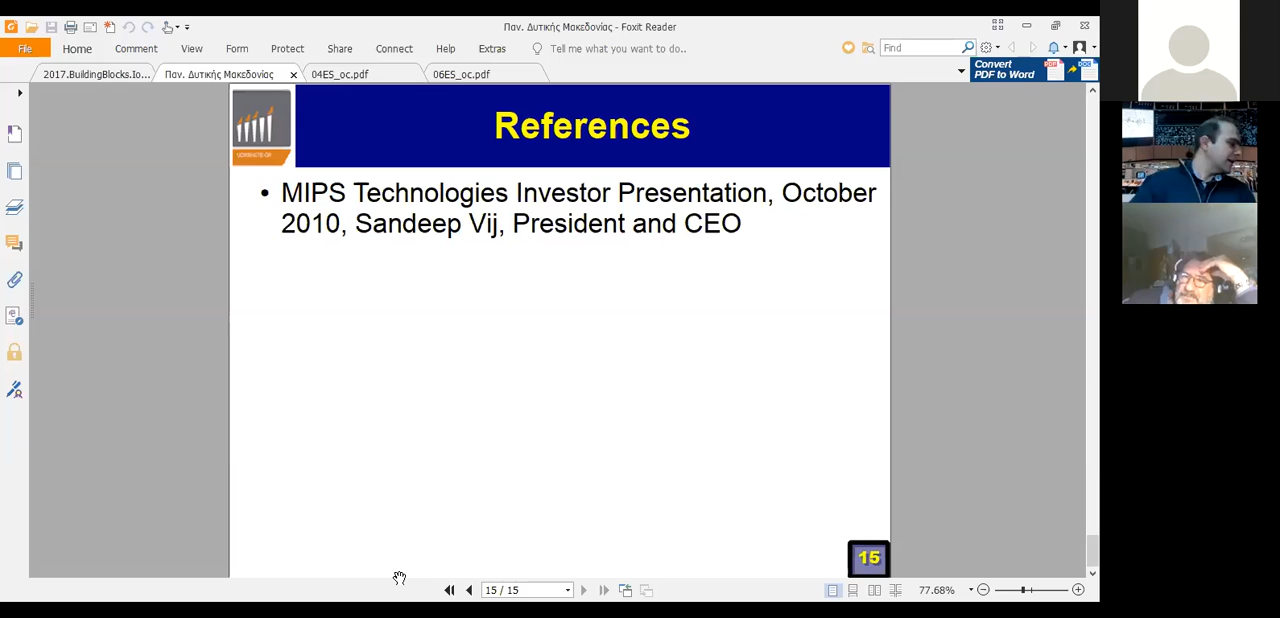 Παν. Δυτικής Μακεδονίας - Foxit Reader
File Home Comment View Form Protect Share Connect Help Extras Tell me what you want to do.. Find
2017.BuildingBlocks.Io... Παν. Δυτικής Μακεδονίας 04ES_oc.pdf 06ES_oc.pdf
Convert
PDF to Word
References
• MIPS Technologies Investor Presentation, October
2010, Sandeep Vij, President and CEO
15
15 / 15 77.68%